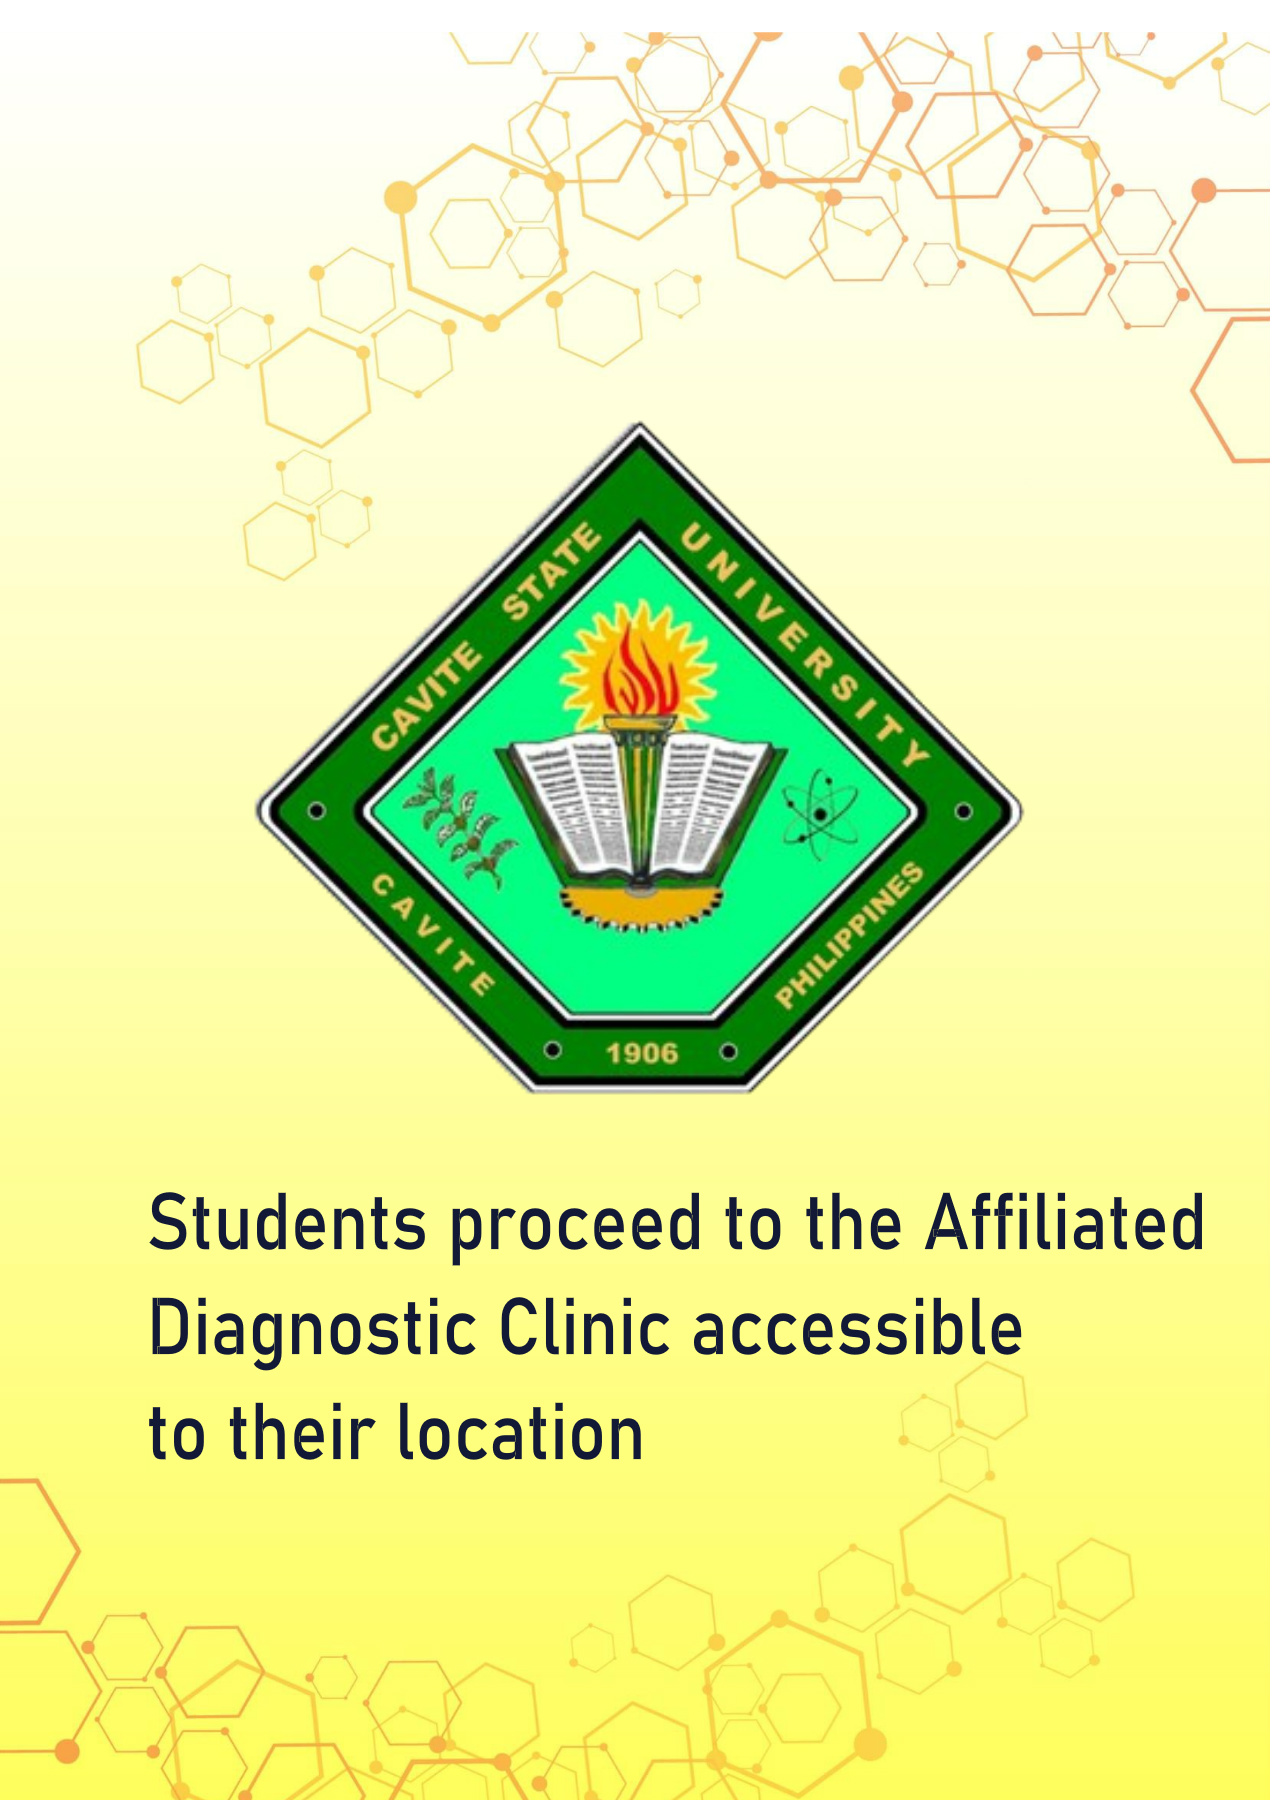 CAVITE STATE UNIVERSITY
CAVITE
PHILIPPINES
1906
Students proceed to the Affiliated
Diagnostic Clinic accessible
to their location